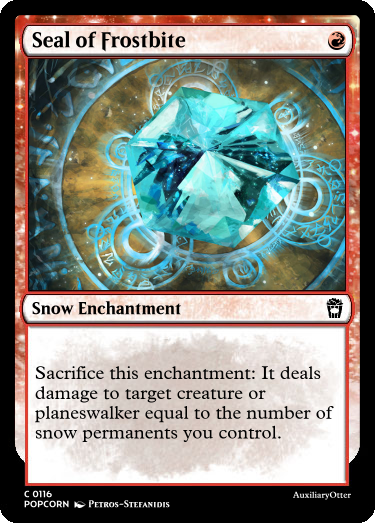 Seal of Frostbite
Snow Enchantment
Sacrifice this enchantment: It deals
damage to target creature or
planeswalker equal to the number of
snow permanents you control.
C 0116
POPCORN Petros-Stefanidis
AuxiliaryOtter